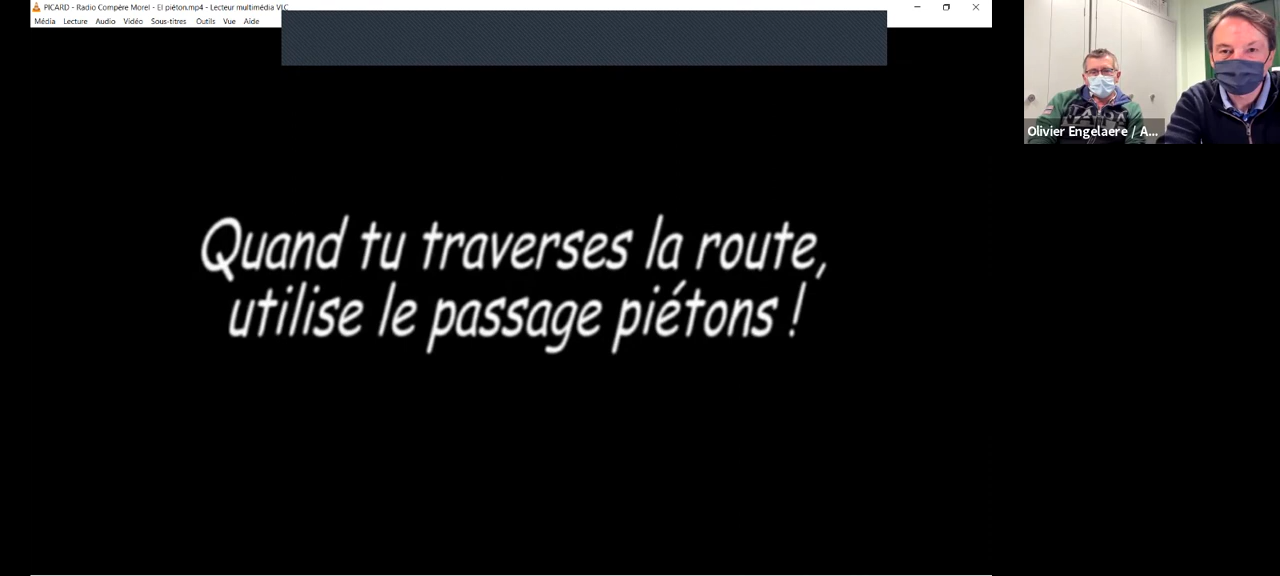 PICARD - Radio Compère Morel - El piéton.mp4 - Lecteur multimédia VLC
Média Lecture Audio Vidéo Sous-titres Outils Vue Aide
Olivier Engelaere / A...
Quand tu traverses la route,
utilise le passage piétons !